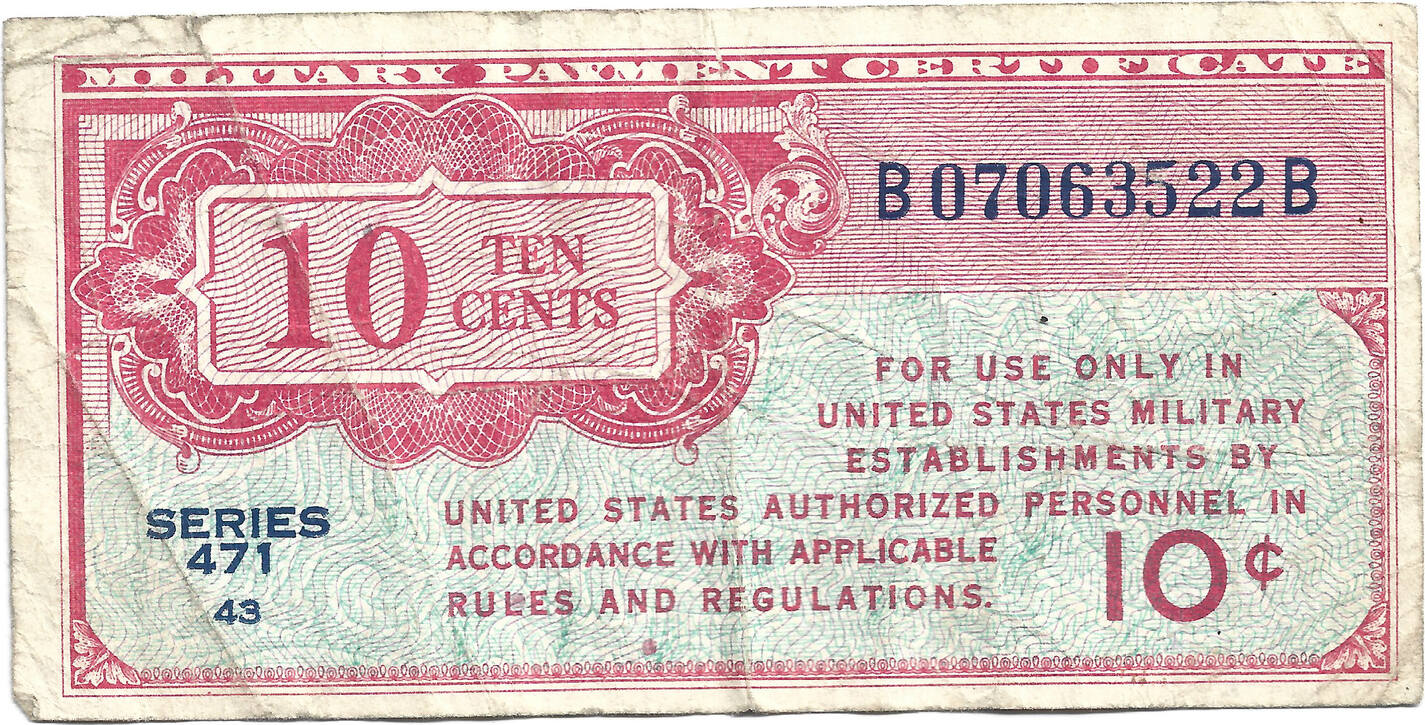 MILITARY PAYMENT CERTIFICATE
B07063522B
10 TEN
CENTS
FOR USE ONLY IN
UNITED STATES MILITARY
ESTABLISHMENTS BY
UNITED STATES AUTHORIZED PERSONNEL IN
ACCORDANCE WITH APPLICABLE
RULES AND REGULATIONS.
SERIES
471
43
10¢